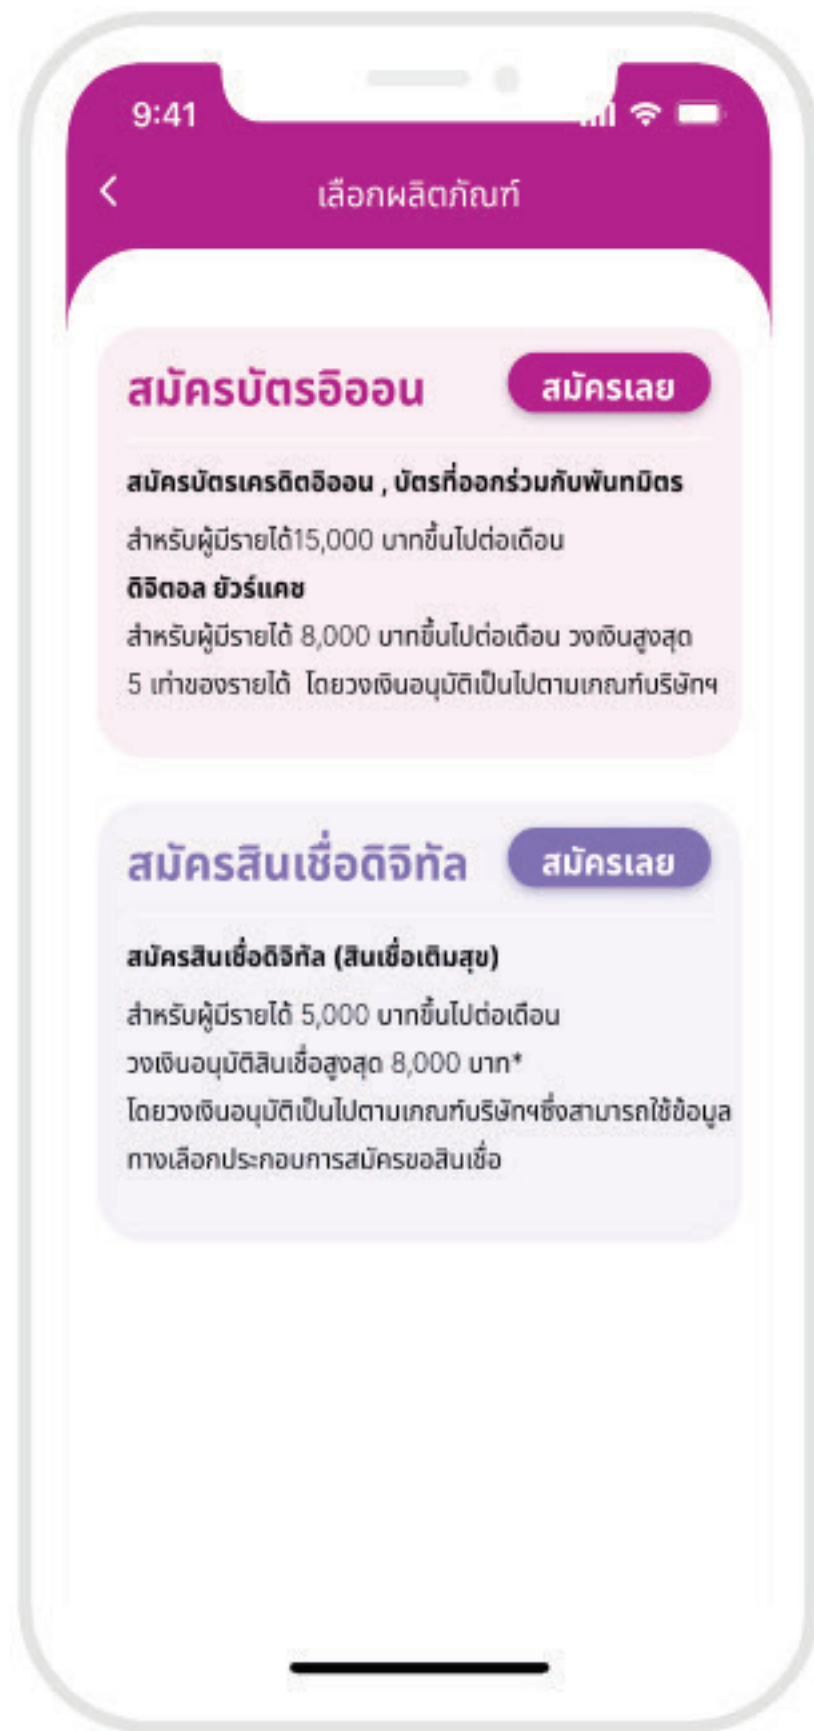 9:41
เลือกผลิตภัณฑ์
สมัครบัตรอิออน
สมัครเลย
สมัครบัตรเครดิตอิออน , บัตรที่ออกร่วมกับพันทมิตร
สำหรับผู้มีรายได้15,000 บาทขึ้นไปต่อเดือน
ดิจิตอล ยัวร์แคช
สำหรับผู้มีรายได้ 8,000 บาทขึ้นไปต่อเดือน วงเงินสูงสุด
5 เท่าของรายได้ โดยวงเงินอนุมัติเป็นไปตามเกณฑ์บริษัทฯ
สมัครสินเชื่อดิจิทัล
สมัครเลย
สมัครสินเชื่อดิจิทัล (สินเชื่อเติมสุข)
สำหรับผู้มีรายได้ 5,000 บาทขึ้นไปต่อเดือน
วงเงินอนุมัติสินเชื่อสูงสุด 8,000 บาท*
โดยวงเงินอนุมัติเป็นไปตามเกณฑ์บริษัทฯซึ่งสามารถใช้ข้อมูล
ทางเลือกประกอบการสมัครขอสินเชื่อ